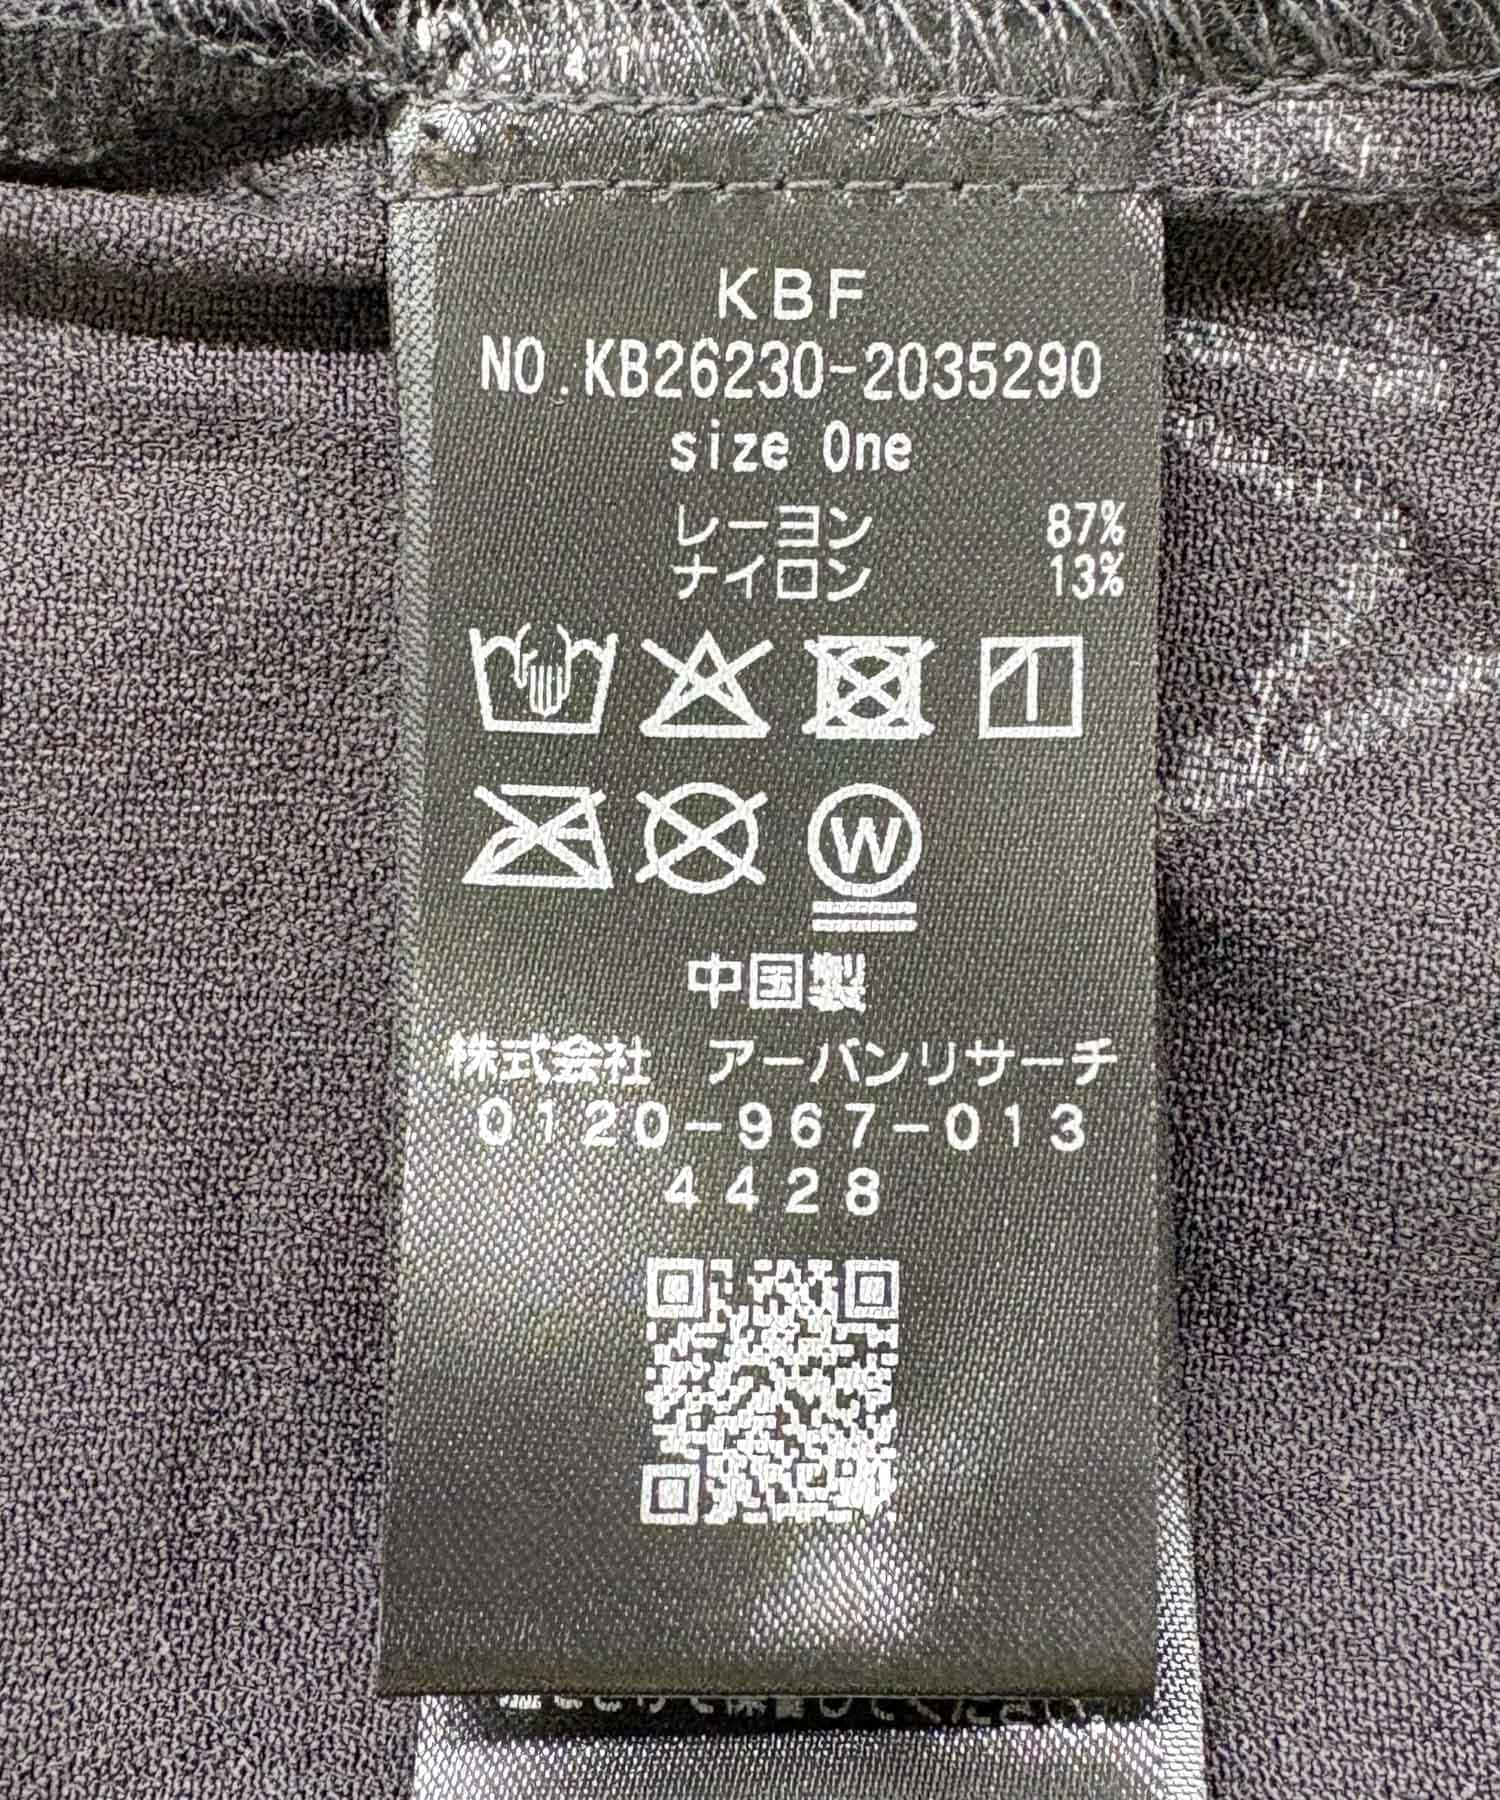 KBF
NO.KB26230-2035290
size One
レーヨン 87%
ナイロン 13%
W
中国製
株式会社 アーバンリサーチ
0120-967-013
4428